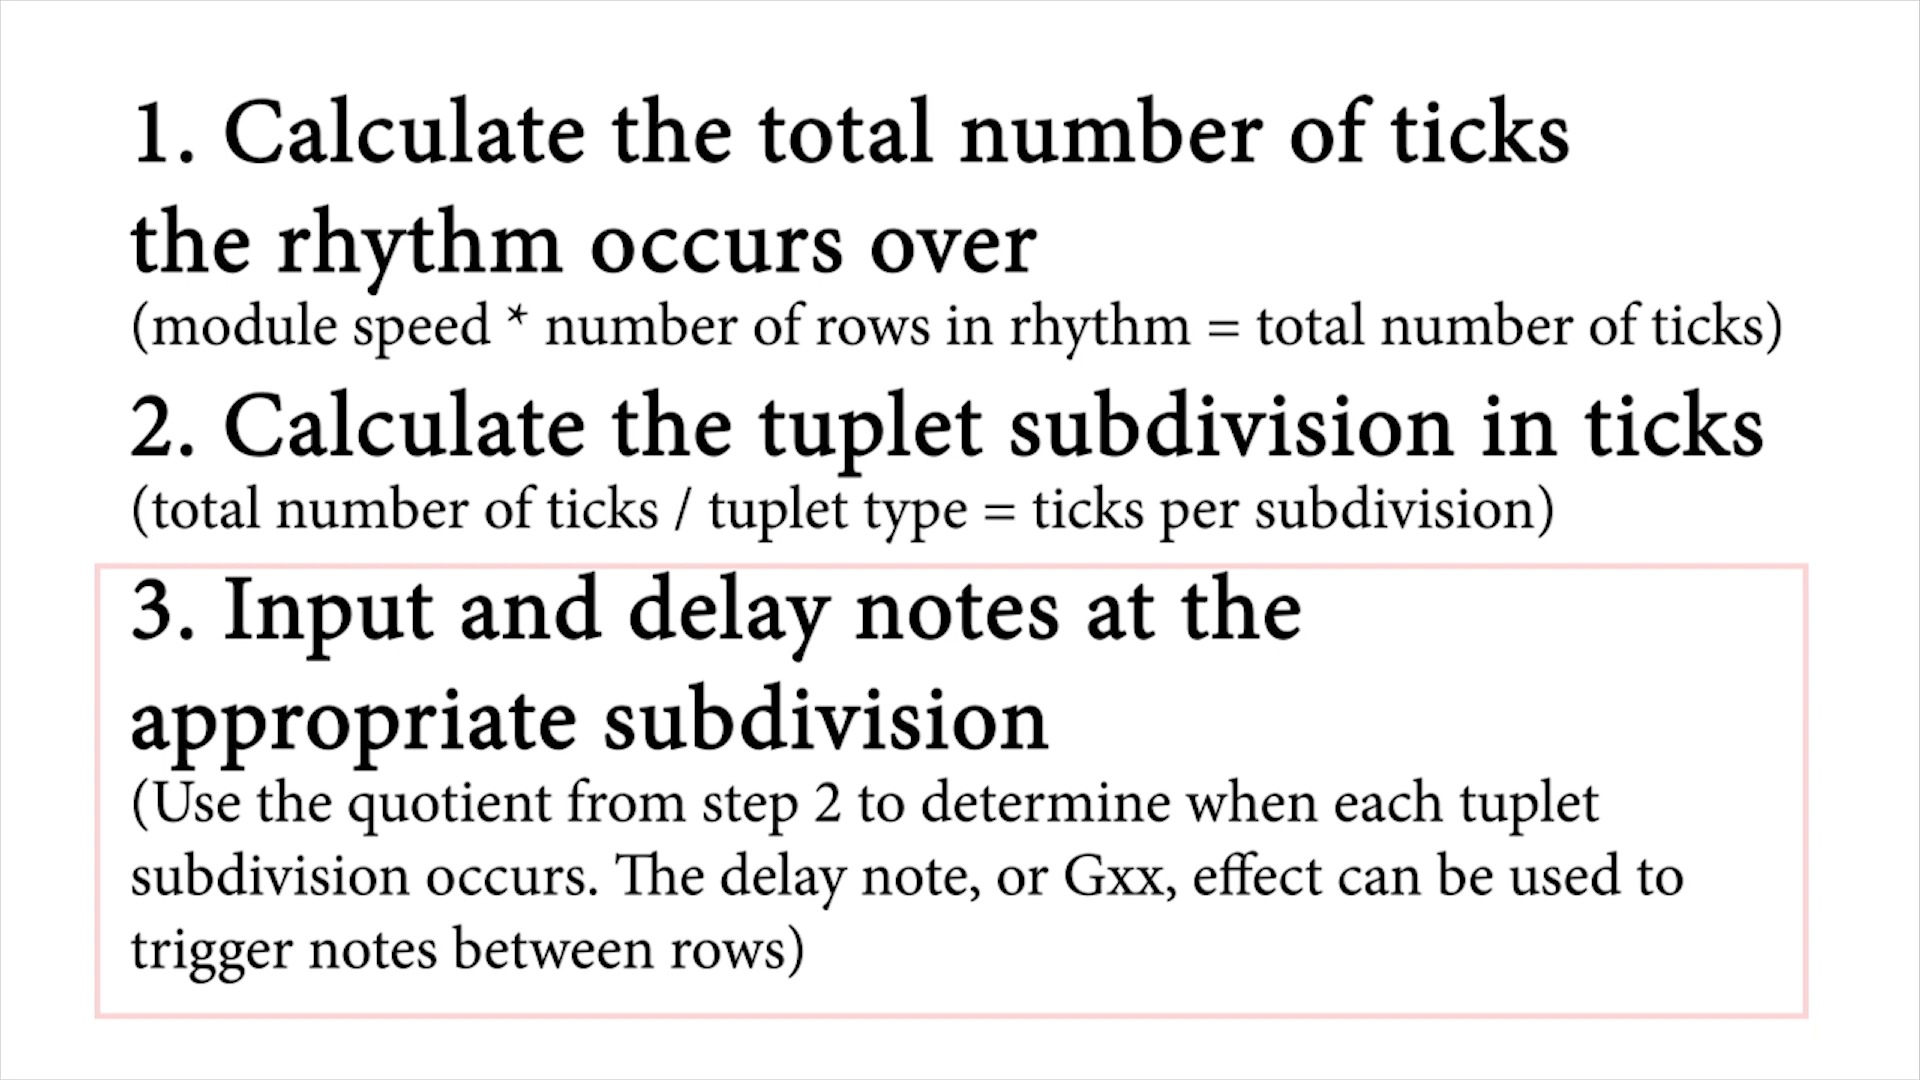 1. Calculate the total number of ticks
the rhythm occurs over
(module speed * number of rows in rhythm = total number of ticks)
2. Calculate the tuplet subdivision in ticks
(total number of ticks / tuplet type = ticks per subdivision)
3. Input and delay notes at the
appropriate subdivision
(Use the quotient from step 2 to determine when each tuplet
subdivision occurs. The delay note, or Gxx, effect can be used to
trigger notes between rows)